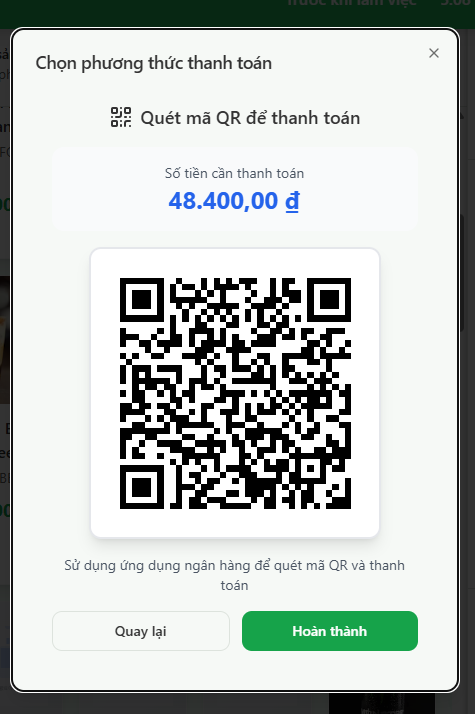 Trước khi làm việc
Chọn phương thức thanh toán
Quét mã QR để thanh toán
Số tiền cần thanh toán
48.400,00 ₫
Sử dụng ứng dụng ngân hàng để quét mã QR và thanh
toán
Quay lại
Hoàn thành